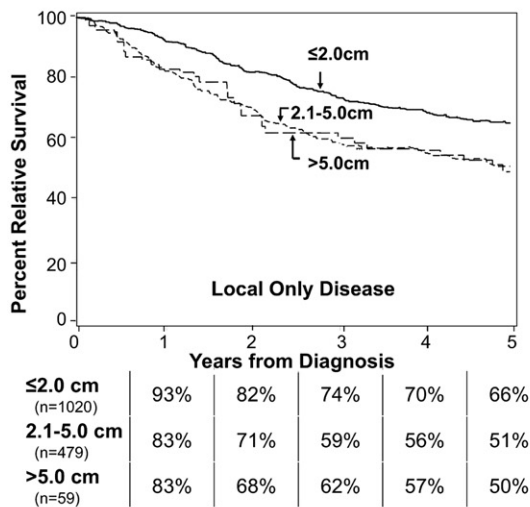 Percent Relative Survival
100
80
60
40
20
0
≤2.0cm
2.1-5.0cm
>5.0cm
Local Only Disease
0 1 2 3 4 5
Years from Diagnosis
≤2.0 cm 93% 82% 74% 70% 66%
(n=1020)
2.1-5.0 cm 83% 71% 59% 56% 51%
(n=479)
>5.0 cm 83% 68% 62% 57% 50%
(n=59)